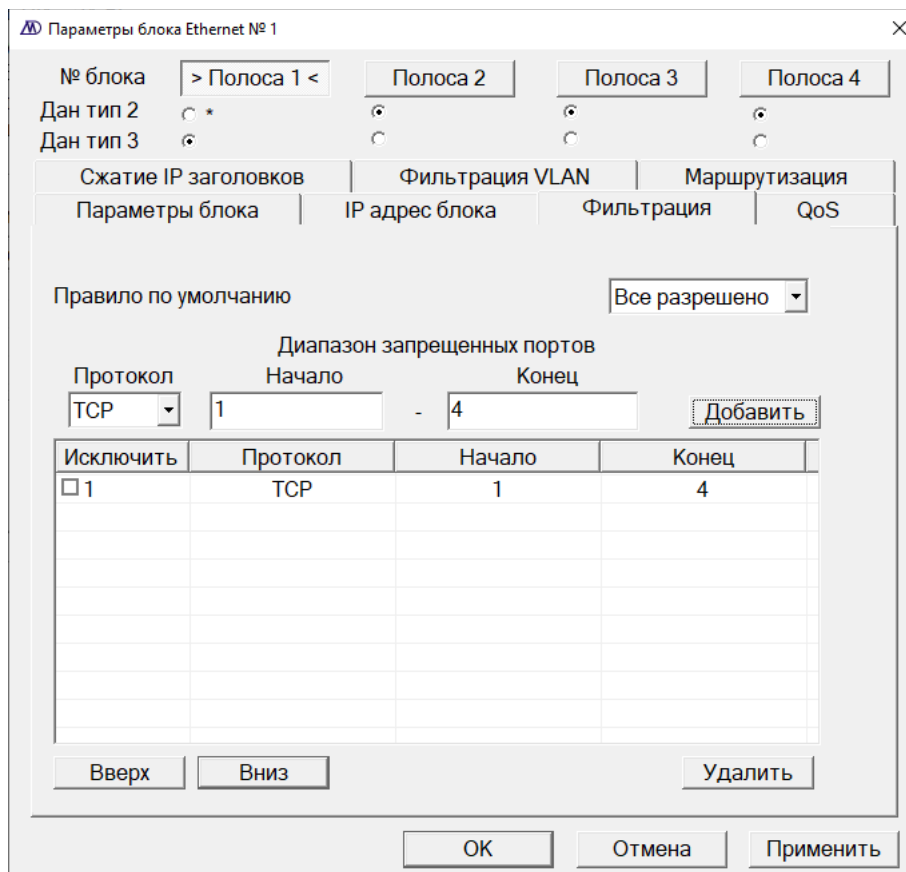 Параметры блока Ethernet № 1
№ блока > Полоса 1 < Полоса 2 Полоса 3 Полоса 4
Дан тип 2 *
Дан тип 3
Сжатие IP заголовков Фильтрация VLAN Маршрутизация
Параметры блока IP адрес блока Фильтрация QoS
Правило по умолчанию Все разрешено
Диапазон запрещенных портов
Протокол Начало Конец
TCP 1 - 4 Добавить
Исключить Протокол Начало Конец
1 TCP 1 4
Вверх Вниз Удалить
OK Отмена Применить